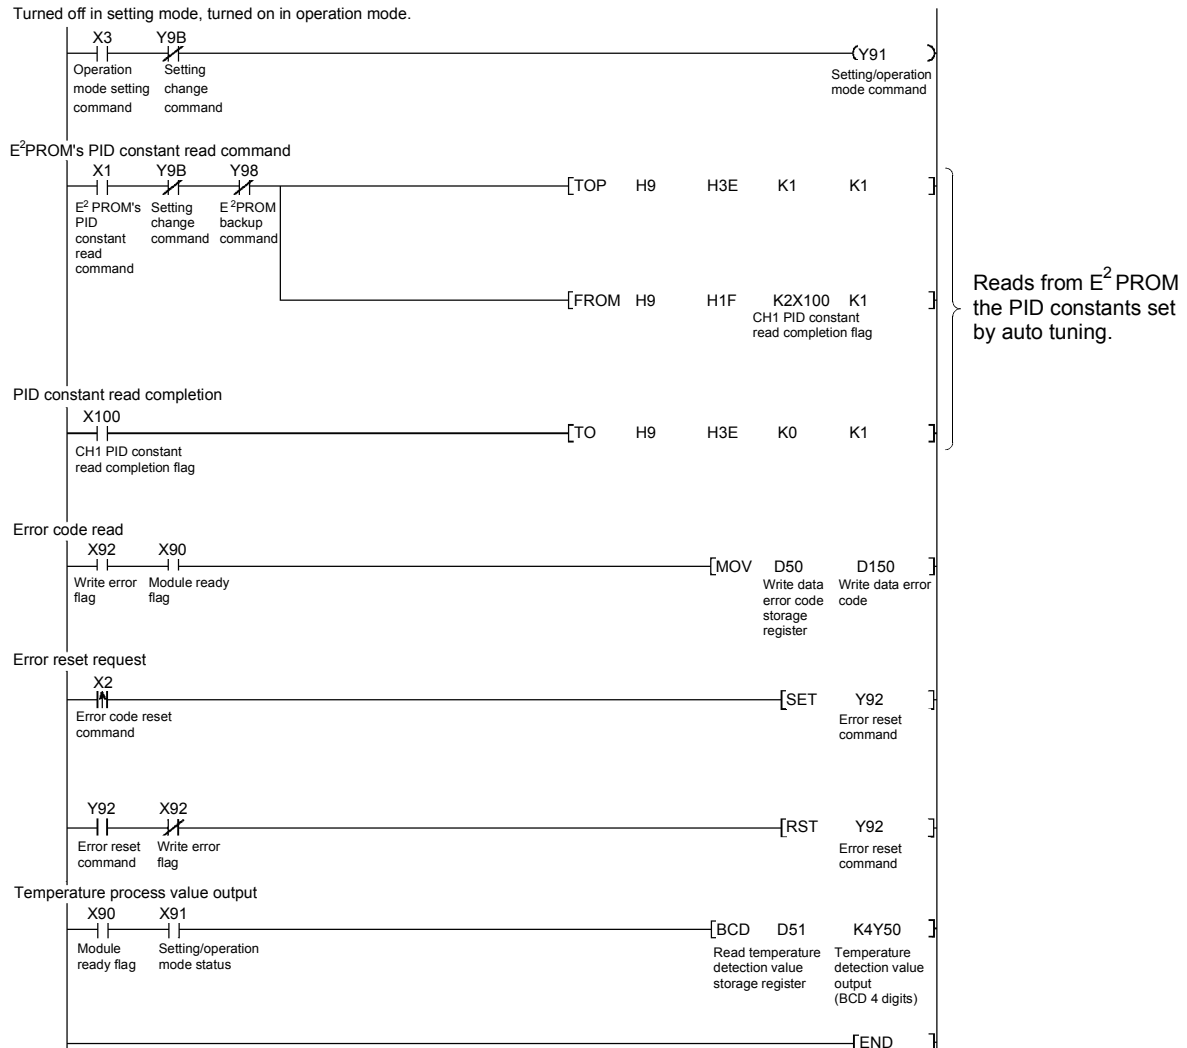 Turned off in setting mode, turned on in operation mode.
X3 Y9B
Y91
Operation Setting
mode setting change
command command
Setting/operation
mode command
E²PROM's PID constant read command
X1 Y9B Y98
[TOP H9 H3E K1 K1 ]
E² PROM's Setting E²PROM
PID change backup
constant command command
read
command
[FROM H9 H1F K2X100 K1 ]
CH1 PID constant
read completion flag
Reads from E² PROM
the PID constants set
by auto tuning.
PID constant read completion
X100
[TO H9 H3E K0 K1 ]
CH1 PID constant
read completion flag
Error code read
X92 X90
[MOV D50 D150 ]
Write error Module ready
flag flag
Write data Write data error
error code code
storage
register
Error reset request
X2
[SET Y92 ]
Error code reset
command
Error reset
command
Y92 X92
[RST Y92 ]
Error reset Write error
command flag
Error reset
command
Temperature process value output
X90 X91
[BCD D51 K4Y50 ]
Module Setting/operation
ready flag mode status
Read temperature Temperature
detection value detection value
storage register output
(BCD 4 digits)
[END ]